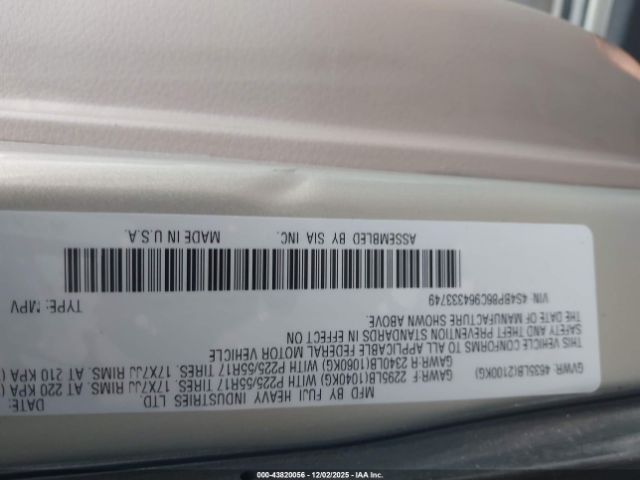 MFD BY FUJI HEAVY INDUSTRIES LTD. DATE:
GVWR: 4635LB(2100KG) GAWR:F 2295LB(1040KG) WITH P225/55R17 TIRES, 17X7JJ RIMS, AT 220 KPA (
GAWR:R 2340LB(1060KG) WITH P225/55R17 TIRES, 17X7JJ RIMS, AT 210 KPA (
THIS VEHICLE CONFORMS TO ALL APPLICABLE FEDERAL MOTOR VEHICLE
SAFETY AND THEFT PREVENTION STANDARDS IN EFFECT ON
THE DATE OF MANUFACTURE SHOWN ABOVE.
VIN: 4S4BP86C964333749 TYPE: MPV
ASSEMBLED BY SIA INC. MADE IN U.S.A.
000-43820056 | 12/02/2025 | IAA Inc.